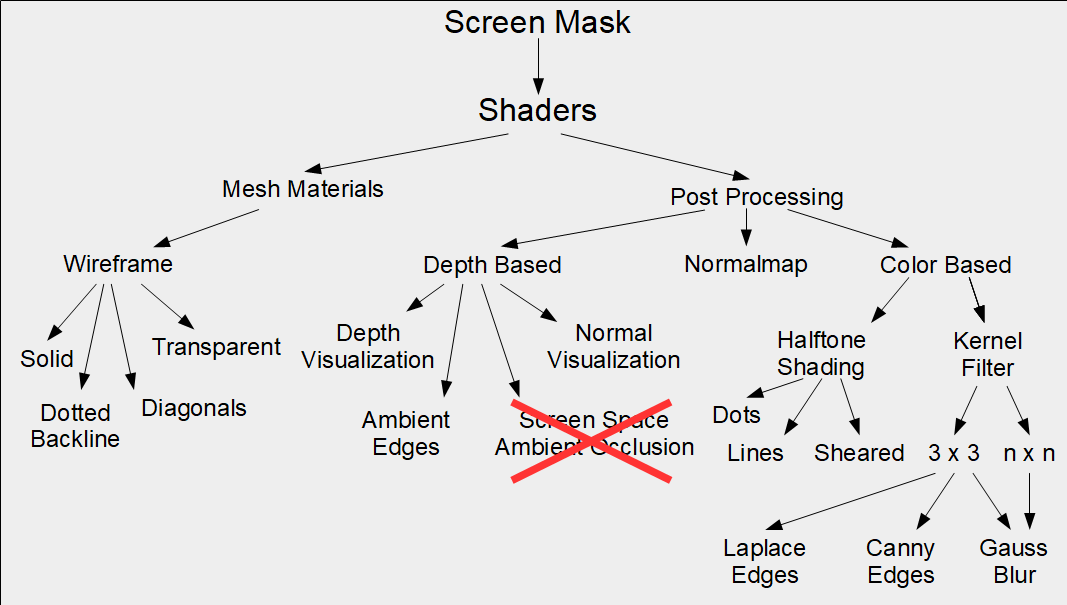 Screen Mask
Shaders
Mesh Materials
Post Processing
Wireframe
Depth Based
Normalmap
Color Based
Solid
Dotted
Backline
Diagonals
Transparent
Depth
Visualization
Ambient
Edges
Screen Space
Ambient Occlusion
Normal
Visualization
Halftone
Shading
Kernel
Filter
Dots
Lines
Sheared
3 x 3
n x n
Laplace
Edges
Canny
Edges
Gauss
Blur